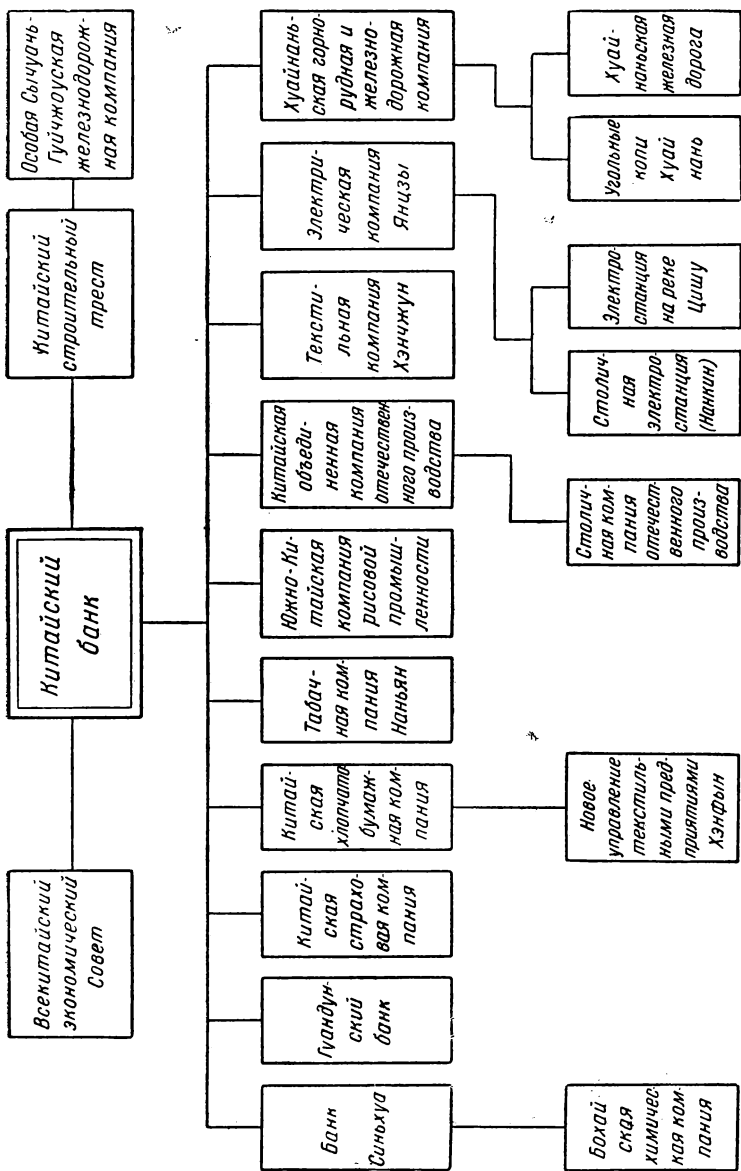 Всекитайский
экономический
Совет
Китайский
банк
Китайский
строительный
трест
Особая Сычуань-
Гуйчжоуская
железнодорож-
ная компания
Банк
Синьхуа
Гуандун-
ский
банк
Китай-
ская
страхо-
вая ком-
пания
Китай-
ская
хлопчато
бумаж-
ная ком-
пания
Табач-
ная ком-
пания
Наньян
Южно-Ки-
тайская
компания
рисовой
промыш-
ленности
Китайская
объеди-
ненная
компания
отечествен
ного произ-
водства
Тексти-
льная
компания
Хэнчжун
Электри-
ческая
компания
Янцзы
Хуайнань-
ская горно-
рудная и
железно-
дорожная
компания
Бохай
ская
химичес-
кая ком-
пания
Новое
управление
текстиль-
ными пред-
приятиями
Хэнфын
Столич-
ная ком-
пания
отечест-
венного
произ-
водства
Столич-
ная
электро-
станция
(Нанкин)
Электро-
станция
на реке
Цишу
Угольные
копи
Хуай
нань
Хуай-
наньская
железная
дорога